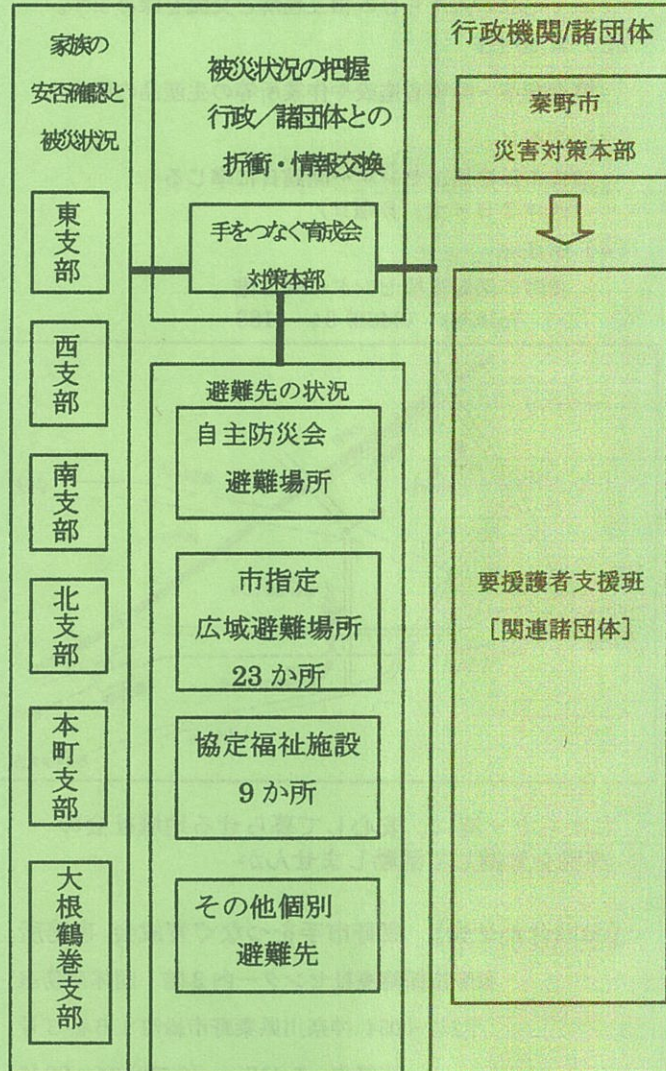 家族の
安否確認と
被災状況
東支部
西支部
南支部
北支部
本町支部
大根鶴巻支部
被災状況の把握
行政／諸団体との
折衝・情報交換
手をつなぐ育成会
対策本部
避難先の状況
自主防災会
避難場所
市指定
広域避難場所
23 か所
協定福祉施設
9 か所
その他個別
避難先
行政機関/諸団体
秦野市
災害対策本部
要援護者支援班
［関連諸団体］